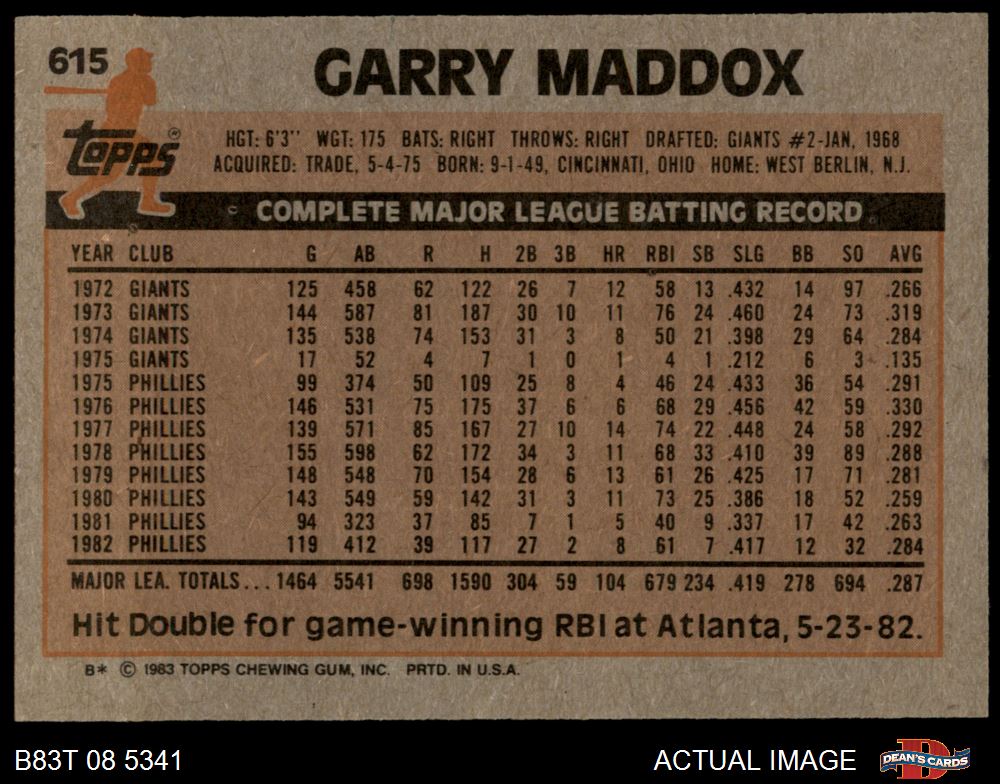 615
GARRY MADDOX
topps®
HGT: 6'3'' WGT: 175 BATS: RIGHT THROWS: RIGHT DRAFTED: GIANTS #2-JAN, 1968
ACQUIRED: TRADE, 5-4-75 BORN: 9-1-49, CINCINNATI, OHIO HOME: WEST BERLIN, N.J.
COMPLETE MAJOR LEAGUE BATTING RECORD
YEAR CLUB G AB R H 2B 3B HR RBI SB SLG BB SO AVG
1972 GIANTS 125 458 62 122 26 7 12 58 13 .432 14 97 .266
1973 GIANTS 144 587 81 187 30 10 11 76 24 .460 24 73 .319
1974 GIANTS 135 538 74 153 31 3 8 50 21 .398 29 64 .284
1975 GIANTS 17 52 4 7 1 0 1 4 1 .212 6 3 .135
1975 PHILLIES 99 374 50 109 25 8 4 46 24 .433 36 54 .291
1976 PHILLIES 146 531 75 175 37 6 6 68 29 .456 42 59 .330
1977 PHILLIES 139 571 85 167 27 10 14 74 22 .448 24 58 .292
1978 PHILLIES 155 598 62 172 34 3 11 68 33 .410 39 89 .288
1979 PHILLIES 148 548 70 154 28 6 13 61 26 .425 17 71 .281
1980 PHILLIES 143 549 59 142 31 3 11 73 25 .386 18 52 .259
1981 PHILLIES 94 323 37 85 7 1 5 40 9 .337 17 42 .263
1982 PHILLIES 119 412 39 117 27 2 8 61 7 .417 12 32 .284
MAJOR LEA. TOTALS... 1464 5541 698 1590 304 59 104 679 234 .419 278 694 .287
Hit Double for game-winning RBI at Atlanta, 5-23-82.
B* © 1983 TOPPS CHEWING GUM, INC. PRTD. IN U.S.A.
B83T 08 5341
ACTUAL IMAGE
D
DEAN'S CARDS